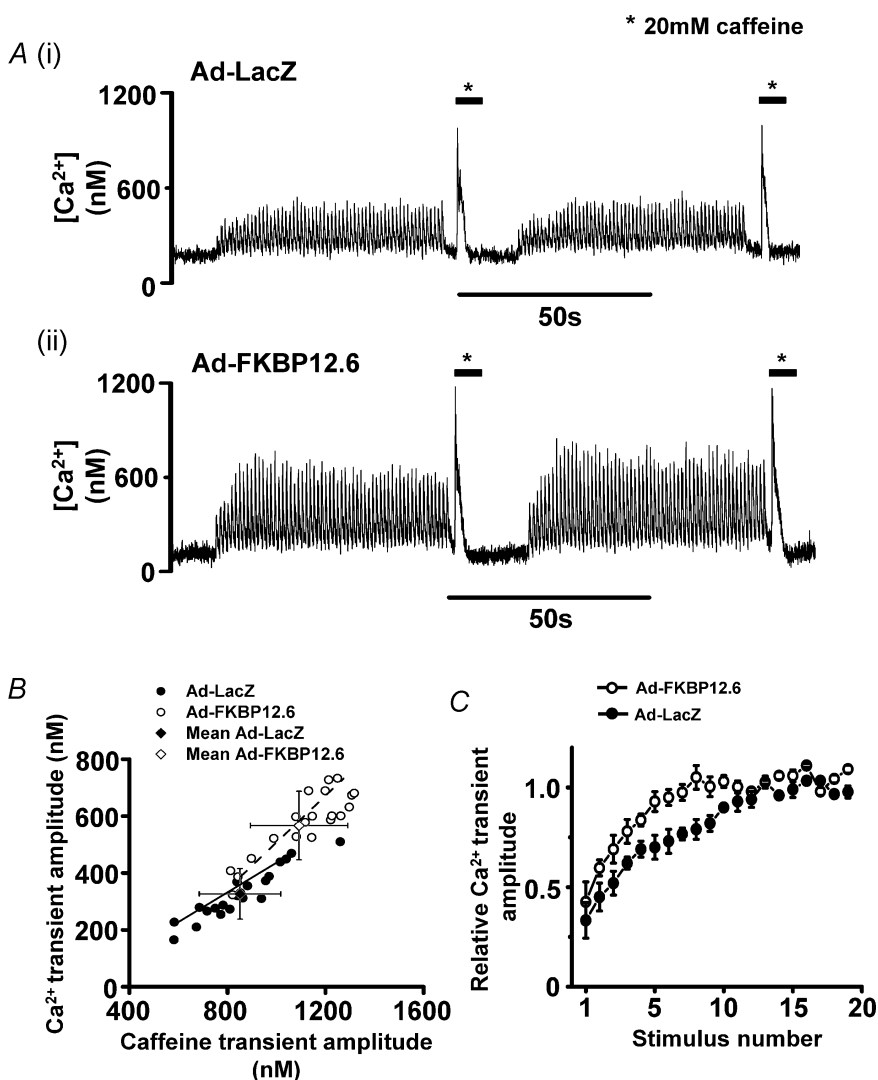 * 20mM caffeine
A (i)
Ad-LacZ
*
*
1200
600
0
[Ca²⁺]
(nM)
50s
(ii)
Ad-FKBP12.6
*
*
1200
600
0
[Ca²⁺]
(nM)
50s
B
Ad-LacZ
Ad-FKBP12.6
Mean Ad-LacZ
Mean Ad-FKBP12.6
Ca²⁺ transient amplitude (nM)
800
600
400
200
0
400 800 1200 1600
Caffeine transient amplitude
(nM)
C
Ad-FKBP12.6
Ad-LacZ
Relative Ca²⁺ transient
amplitude
1.0
0.5
0
1 5 10 15 20
Stimulus number